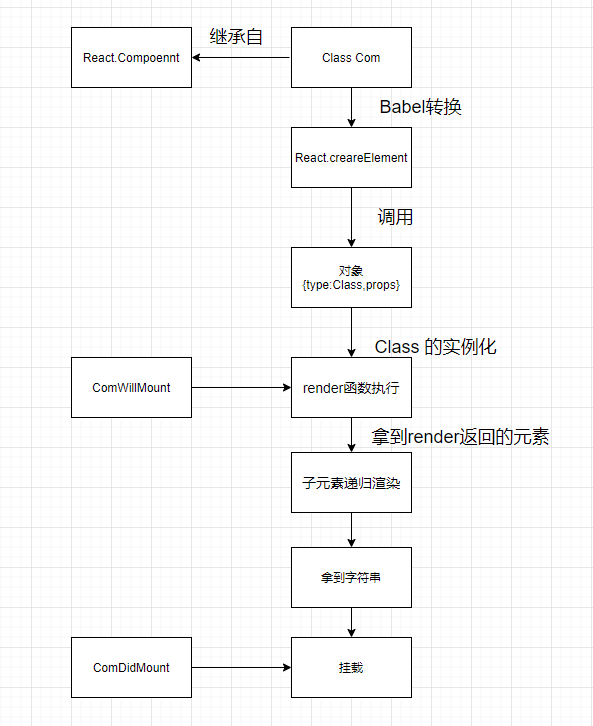 继承自
React.Compoennt
Class Com
Babel转换
React.creareElement
调用
对象
{type:Class,props}
Class 的实例化
ComWillMount
render函数执行
拿到render返回的元素
子元素递归渲染
拿到字符串
ComDidMount
挂载